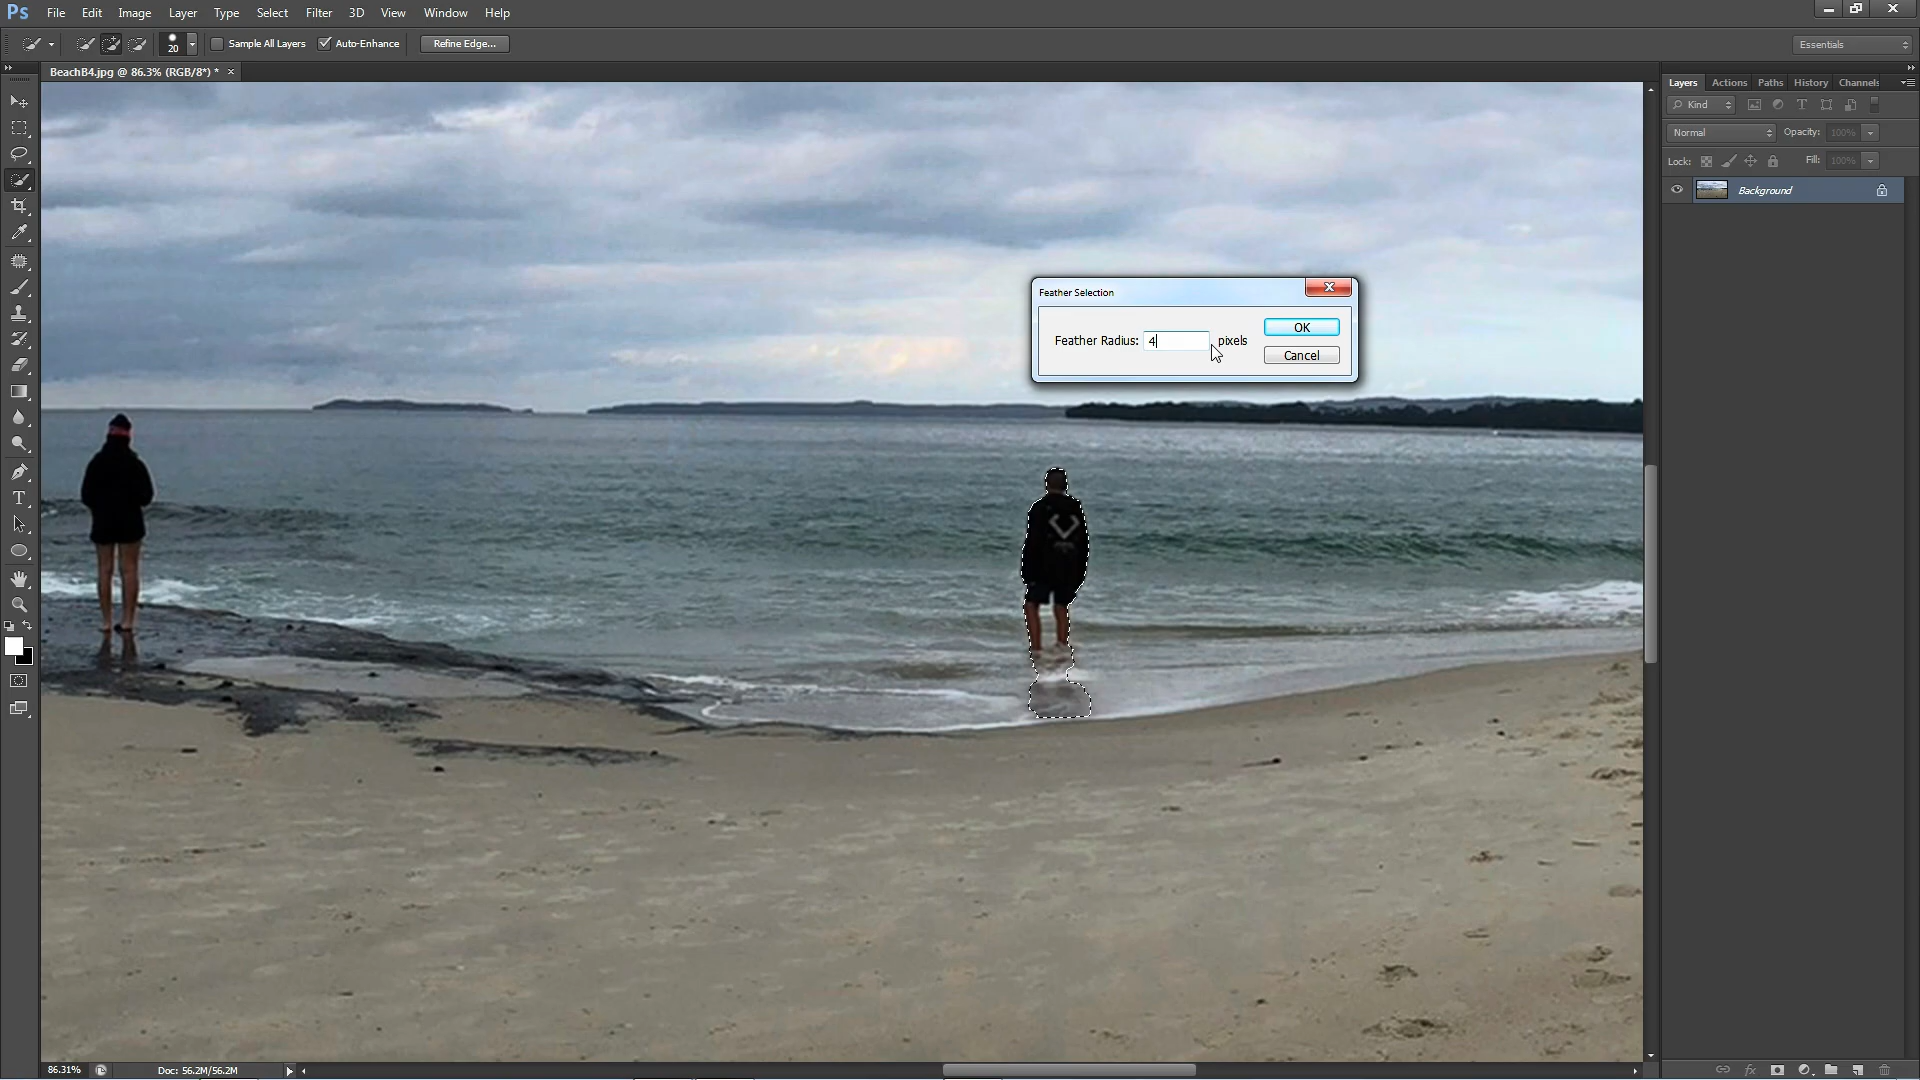 Ps File Edit Image Layer Type Select Filter 3D View Window Help
20 Sample All Layers Auto-Enhance Refine Edge... Essentials
BeachB4.jpg @ 86.3% (RGB/8*) * ×
Layers Actions Paths History Channels
Kind
Normal Opacity: 100%
Lock: Fill: 100%
Background
Feather Selection
Feather Radius: 4 pixels
OK
Cancel
86.31% Doc: 56.2M/56.2M